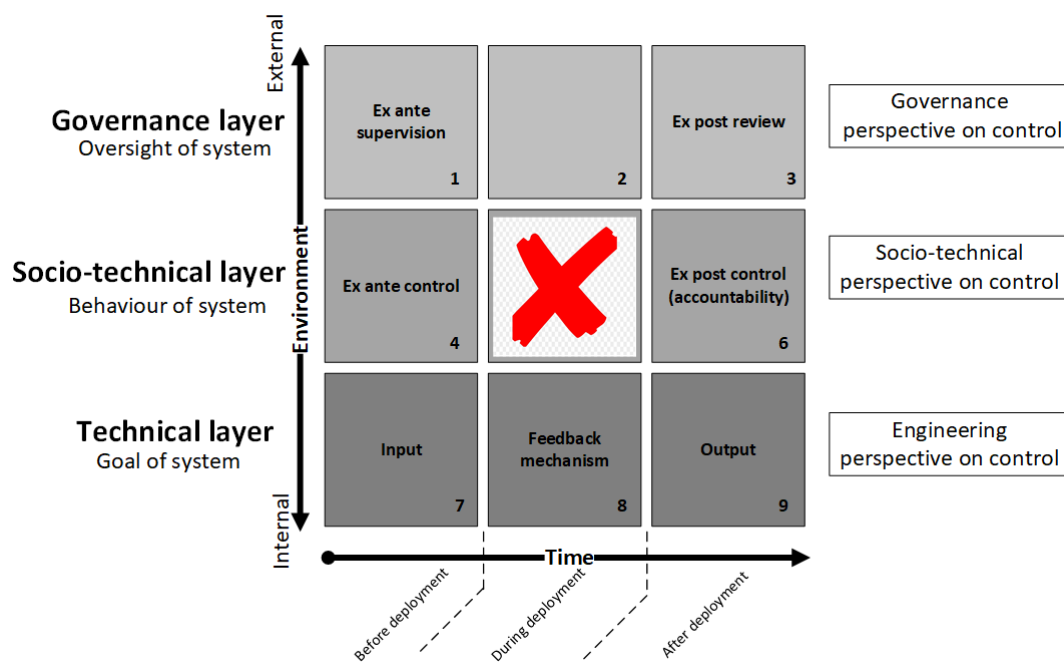 External
Governance layer
Oversight of system
Ex ante
supervision
1
2
Ex post review
3
Governance
perspective on control
Environment
Socio-technical layer
Behaviour of system
Ex ante control
4
Ex post control
(accountability)
6
Socio-technical
perspective on control
Technical layer
Goal of system
Input
7
Feedback
mechanism
8
Output
9
Engineering
perspective on control
Internal
Time
Before deployment
During deployment
After deployment